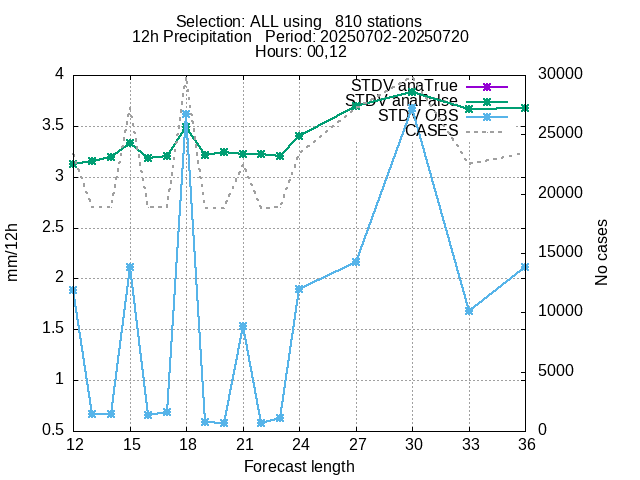 Selection: ALL using   810 stations
12h Precipitation   Period: 20250702-20250720
Hours: 00,12
STDV anaTrue
STDV anaFalse
STDV OBS
CASES
4
3.5
3
2.5
2
1.5
1
0.5
30000
25000
20000
15000
10000
5000
0
mm/12h
No cases
12 15 18 21 24 27 30 33 36
Forecast length